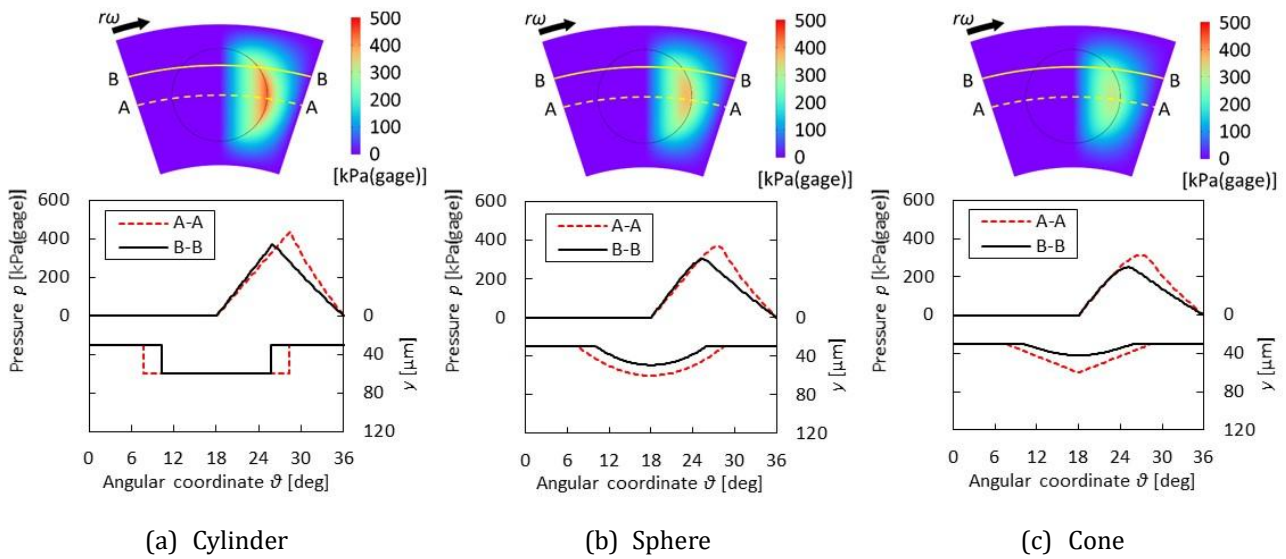 rω
B
B
A
A
500
400
300
200
100
0
[kPa(gage)]
Pressure p [kPa(gage)]
600
400
200
0
A-A
B-B
0
40
80
120
y [μm]
0 6 12 18 24 30 36
Angular coordinate ϑ [deg]
(a) Cylinder
rω
B
B
A
A
500
400
300
200
100
0
[kPa(gage)]
Pressure p [kPa(gage)]
600
400
200
0
A-A
B-B
0
40
80
120
y [μm]
0 6 12 18 24 30 36
Angular coordinate ϑ [deg]
(b) Sphere
rω
B
B
A
A
500
400
300
200
100
0
[kPa(gage)]
Pressure p [kPa(gage)]
600
400
200
0
A-A
B-B
0
40
80
120
y [μm]
0 6 12 18 24 30 36
Angular coordinate ϑ [deg]
(c) Cone